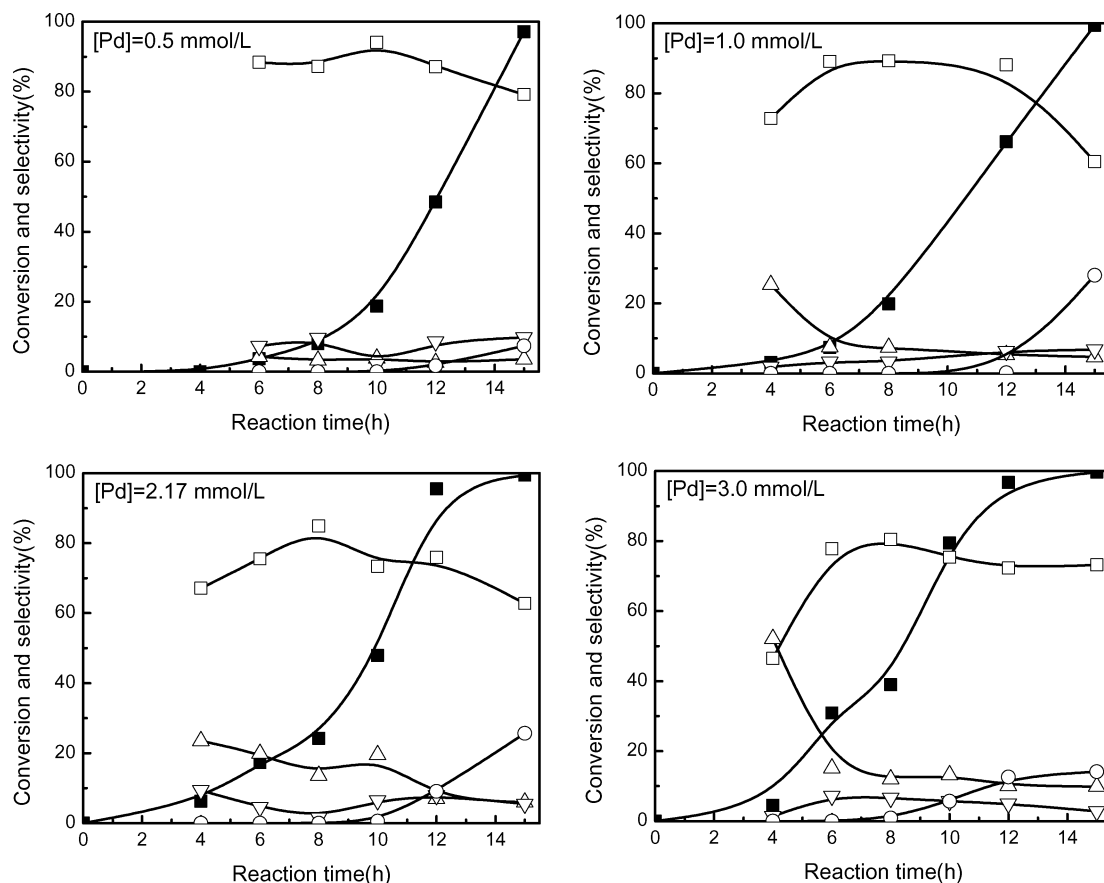 [Pd]=0.5 mmol/L
Conversion and selectivity(%)
100
80
60
40
20
0
0 2 4 6 8 10 12 14
Reaction time(h)
[Pd]=1.0 mmol/L
Conversion and selectivity(%)
100
80
60
40
20
0
0 2 4 6 8 10 12 14
Reaction time(h)
[Pd]=2.17 mmol/L
Conversion and selectivity(%)
100
80
60
40
20
0
0 2 4 6 8 10 12 14
Reaction time(h)
[Pd]=3.0 mmol/L
Conversion and selectivity(%)
100
80
60
40
20
0
0 2 4 6 8 10 12 14
Reaction time(h)